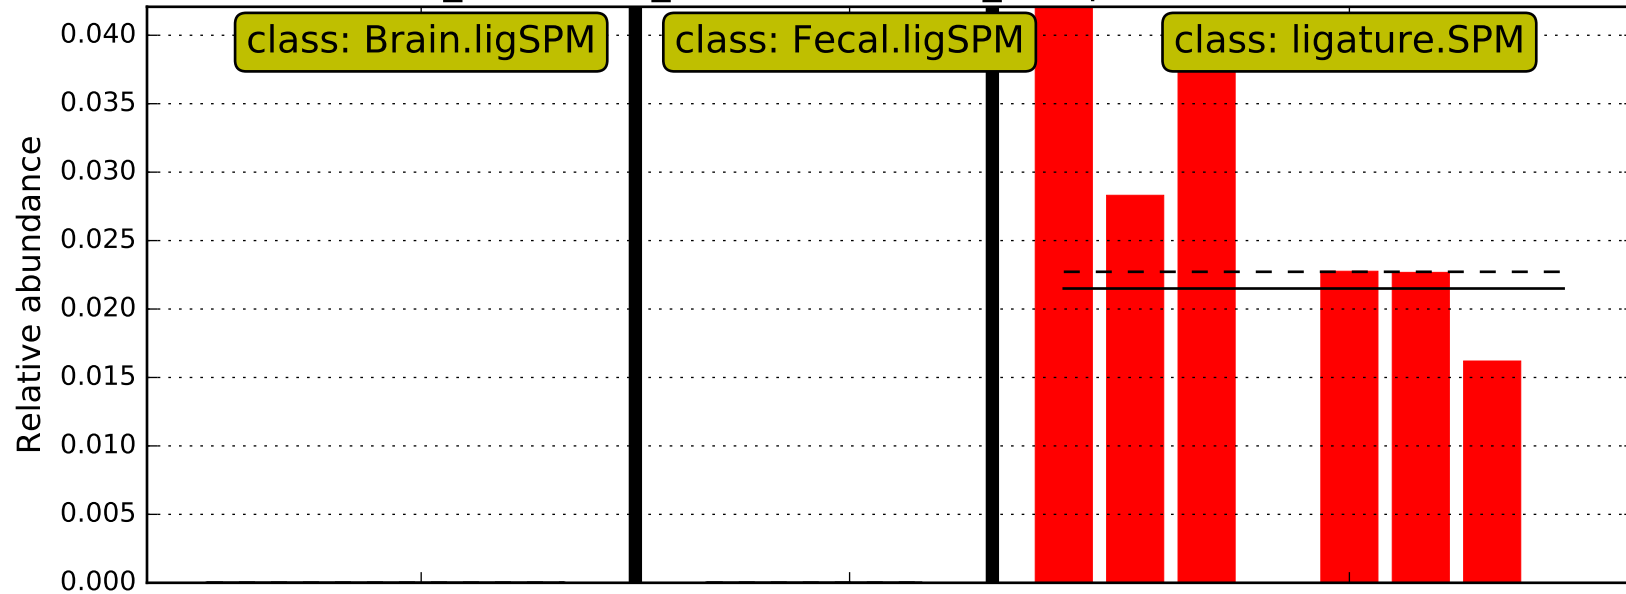 class: Brain.ligSPM
class: Fecal.ligSPM
class: ligature.SPM
Relative abundance
0.040
0.035
0.030
0.025
0.020
0.015
0.010
0.005
0.000